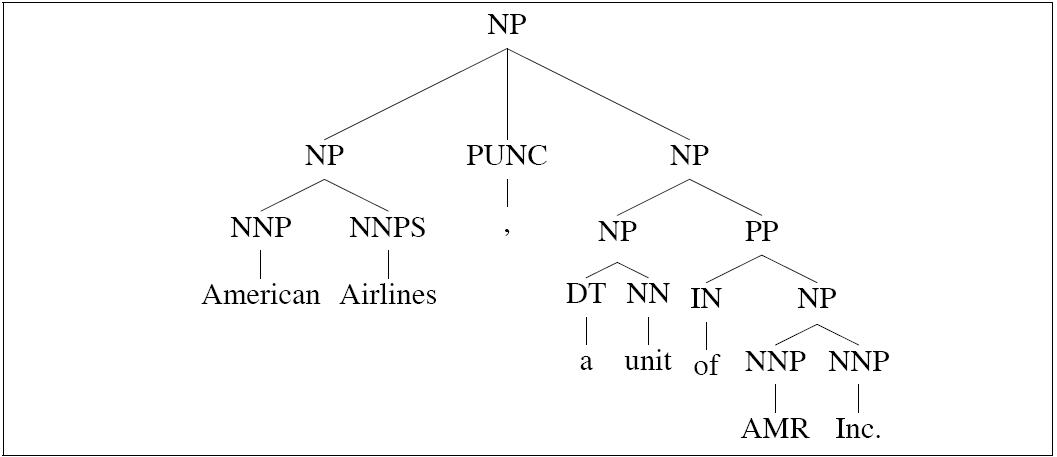 NP
NP PUNC NP
NNP NNPS , NP PP
American Airlines DT NN IN NP
a unit of NNP NNP
AMR Inc.